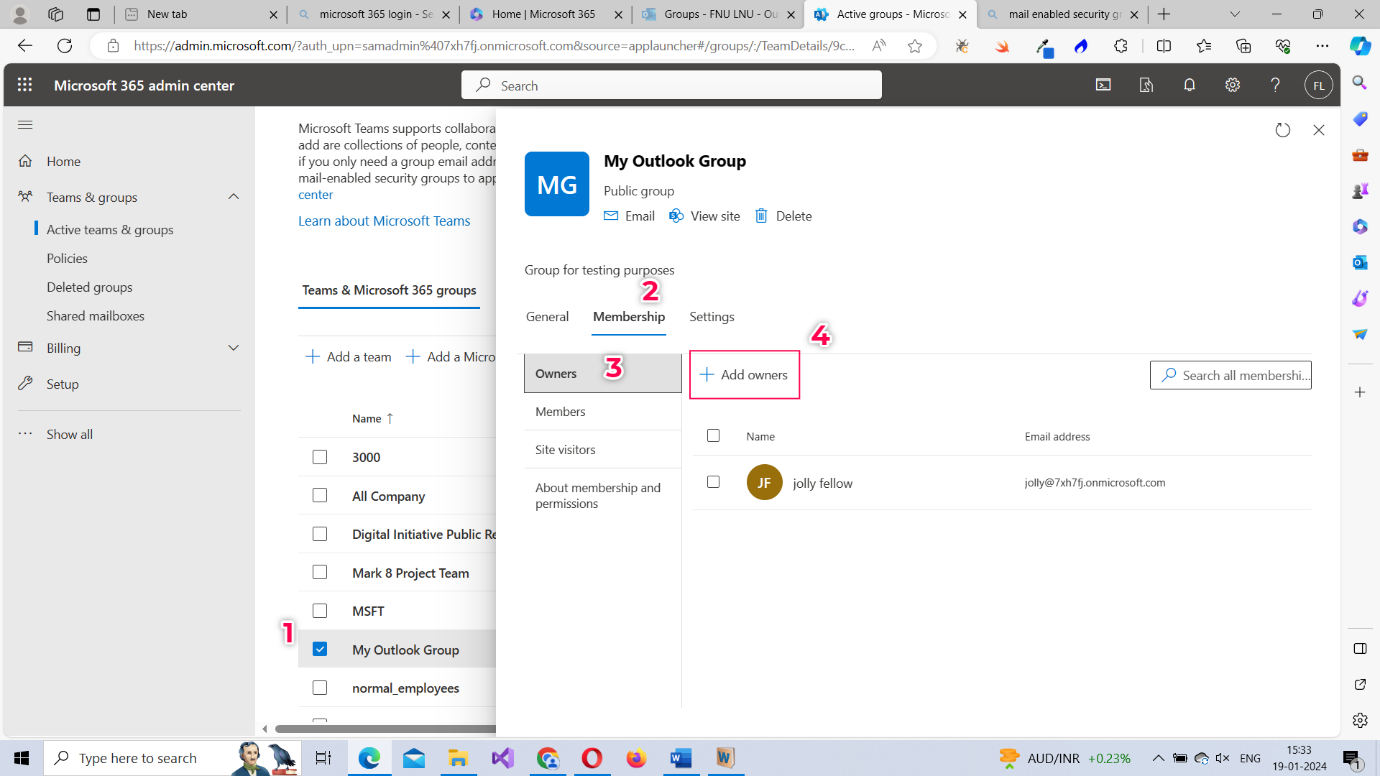 New tab
microsoft 365 login - Se
Home | Microsoft 365
Groups - FNU LNU - Ou
Active groups - Microso
mail enabled security g
https://admin.microsoft.com/?auth_upn=samadmin%407xh7fj.onmicrosoft.com&source=applauncher#/groups/:/TeamDetails/9c...
Microsoft 365 admin center
Search
FL
Home
Teams & groups
Active teams & groups
Policies
Deleted groups
Shared mailboxes
Billing
Setup
Show all
Microsoft Teams supports collabora
add are collections of people, conte
if you only need a group email addr
mail-enabled security groups to app
center
Learn about Microsoft Teams
Teams & Microsoft 365 groups
Add a team
Add a Micro
Name ↑
3000
All Company
Digital Initiative Public Re
Mark 8 Project Team
MSFT
1
My Outlook Group
normal_employees
MG
My Outlook Group
Public group
Email
View site
Delete
Group for testing purposes
2
General
Membership
Settings
3
4
Owners
Members
Site visitors
About membership and
permissions
Add owners
Search all membershi...
Name
Email address
JF
jolly fellow
jolly@7xh7fj.onmicrosoft.com
Type here to search
AUD/INR +0.23%
ENG
15:33
19-01-2024
1